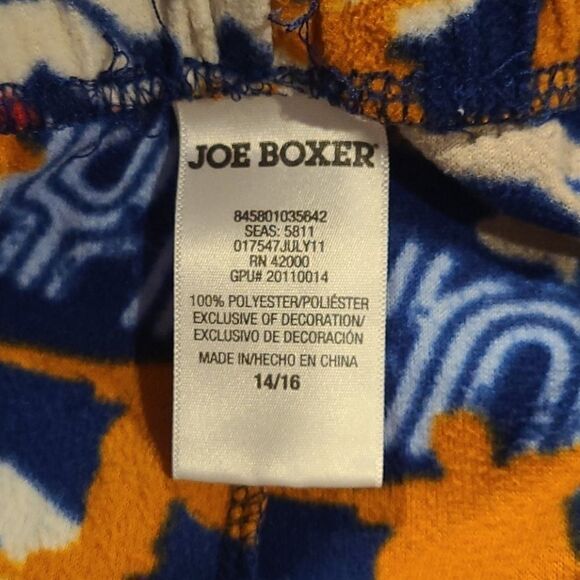 JOE BOXER
845801035642
SEAS: 5811
017547JULY11
RN 42000
GPU# 20110014
100% POLYESTER/POLIÉSTER
EXCLUSIVE OF DECORATION/
EXCLUSIVO DE DECORACIÓN
MADE IN/HECHO EN CHINA
14/16